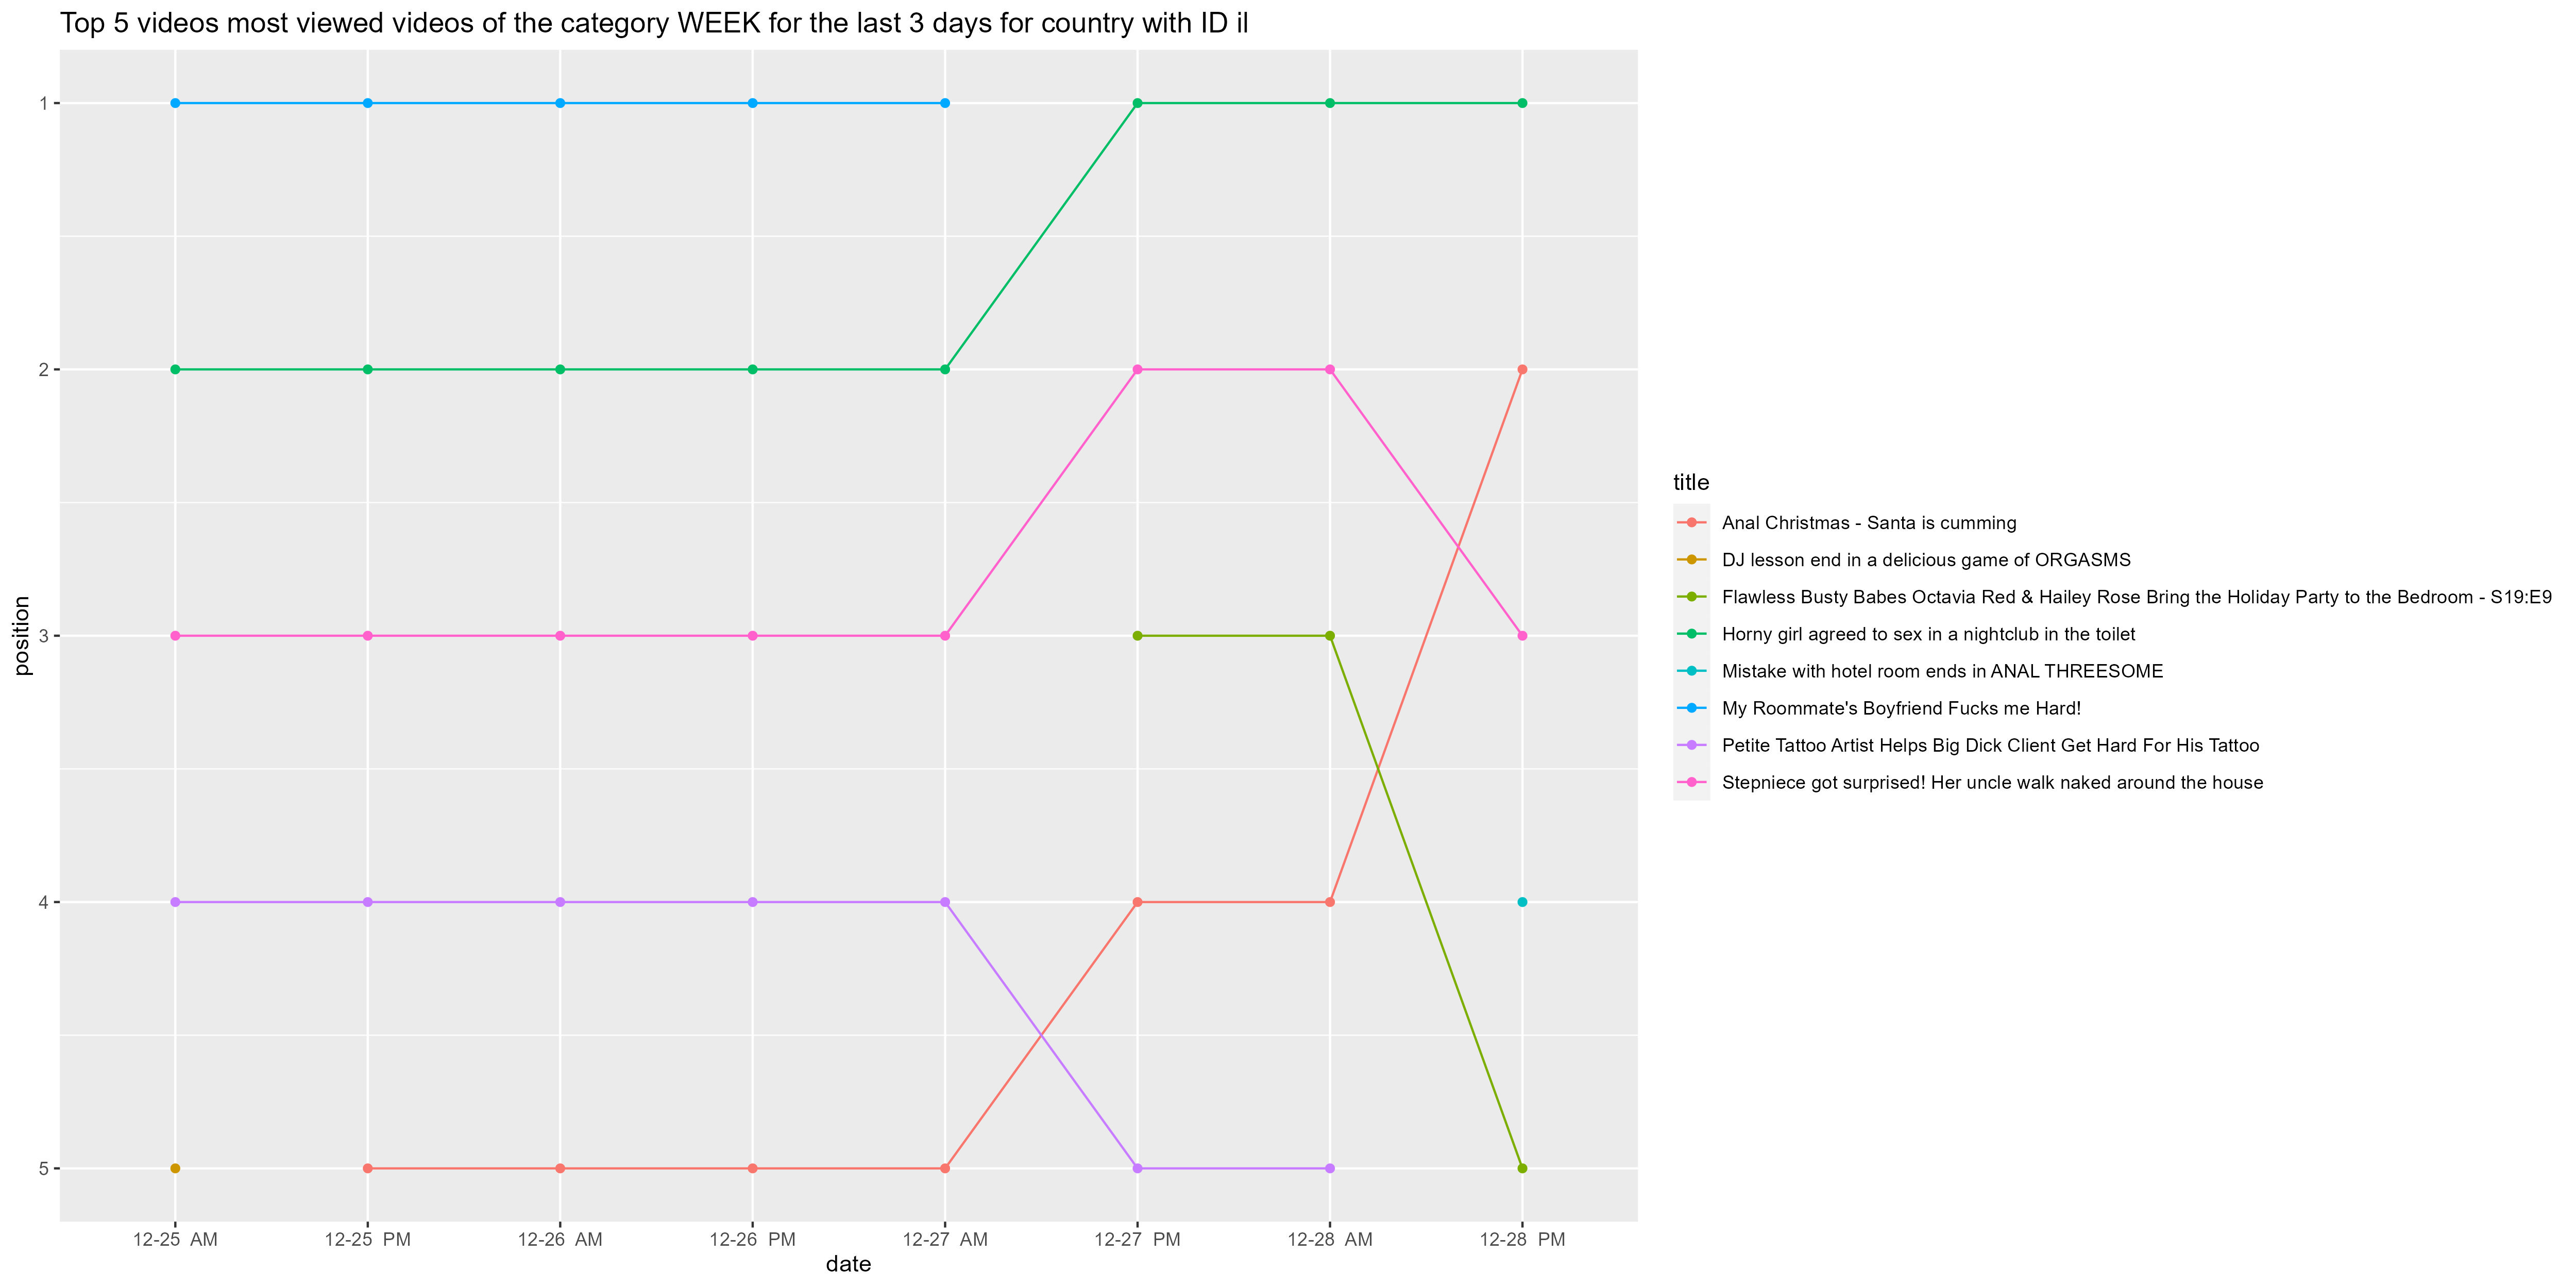 Top 5 videos most viewed videos of the category WEEK for the last 3 days for country with ID il
position
1
2
3
4
5
12-25 AM
12-25 PM
12-26 AM
12-26 PM
12-27 AM
12-27 PM
12-28 AM
12-28 PM
date
title
Anal Christmas - Santa is cumming
DJ lesson end in a delicious game of ORGASMS
Flawless Busty Babes Octavia Red & Hailey Rose Bring the Holiday Party to the Bedroom - S19:E9
Horny girl agreed to sex in a nightclub in the toilet
Mistake with hotel room ends in ANAL THREESOME
My Roommate's Boyfriend Fucks me Hard!
Petite Tattoo Artist Helps Big Dick Client Get Hard For His Tattoo
Stepniece got surprised! Her uncle walk naked around the house